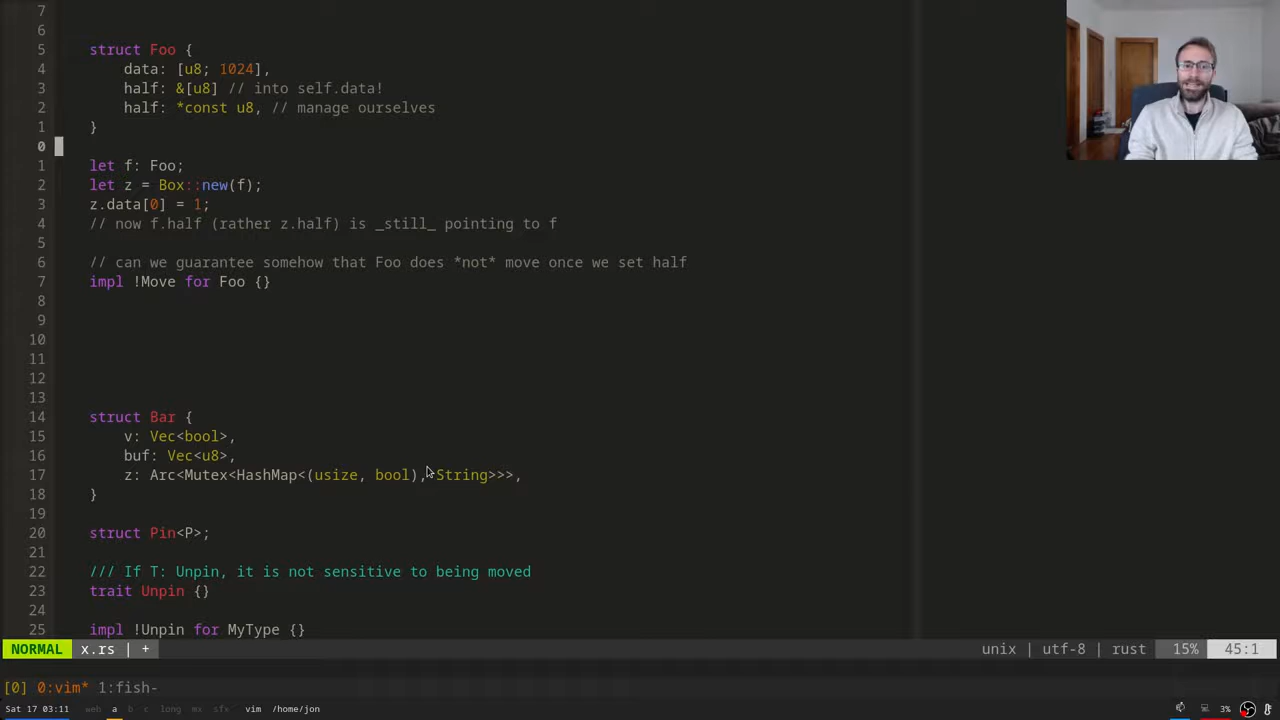 7
6
5 struct Foo {
4 data: [u8; 1024],
3 half: &[u8] // into self.data!
2 half: *const u8, // manage ourselves
1 }
0
1 let f: Foo;
2 let z = Box::new(f);
3 z.data[0] = 1;
4 // now f.half (rather z.half) is _still_ pointing to f
5
6 // can we guarantee somehow that Foo does *not* move once we set half
7 impl !Move for Foo {}
8
9
10
11
12
13
14 struct Bar {
15 v: Vec<bool>,
16 buf: Vec<u8>,
17 z: Arc<Mutex<HashMap<(usize, bool), String>>>,
18 }
19
20 struct Pin<P>;
21
22 /// If T: Unpin, it is not sensitive to being moved
23 trait Unpin {}
24
25 impl !Unpin for MyType {}
NORMAL x.rs | + unix | utf-8 | rust 15% 45:1
[0] 0:vim* 1:fish-
Sat 17 03:11 web a b c long mx sfx vim /home/jon 3%